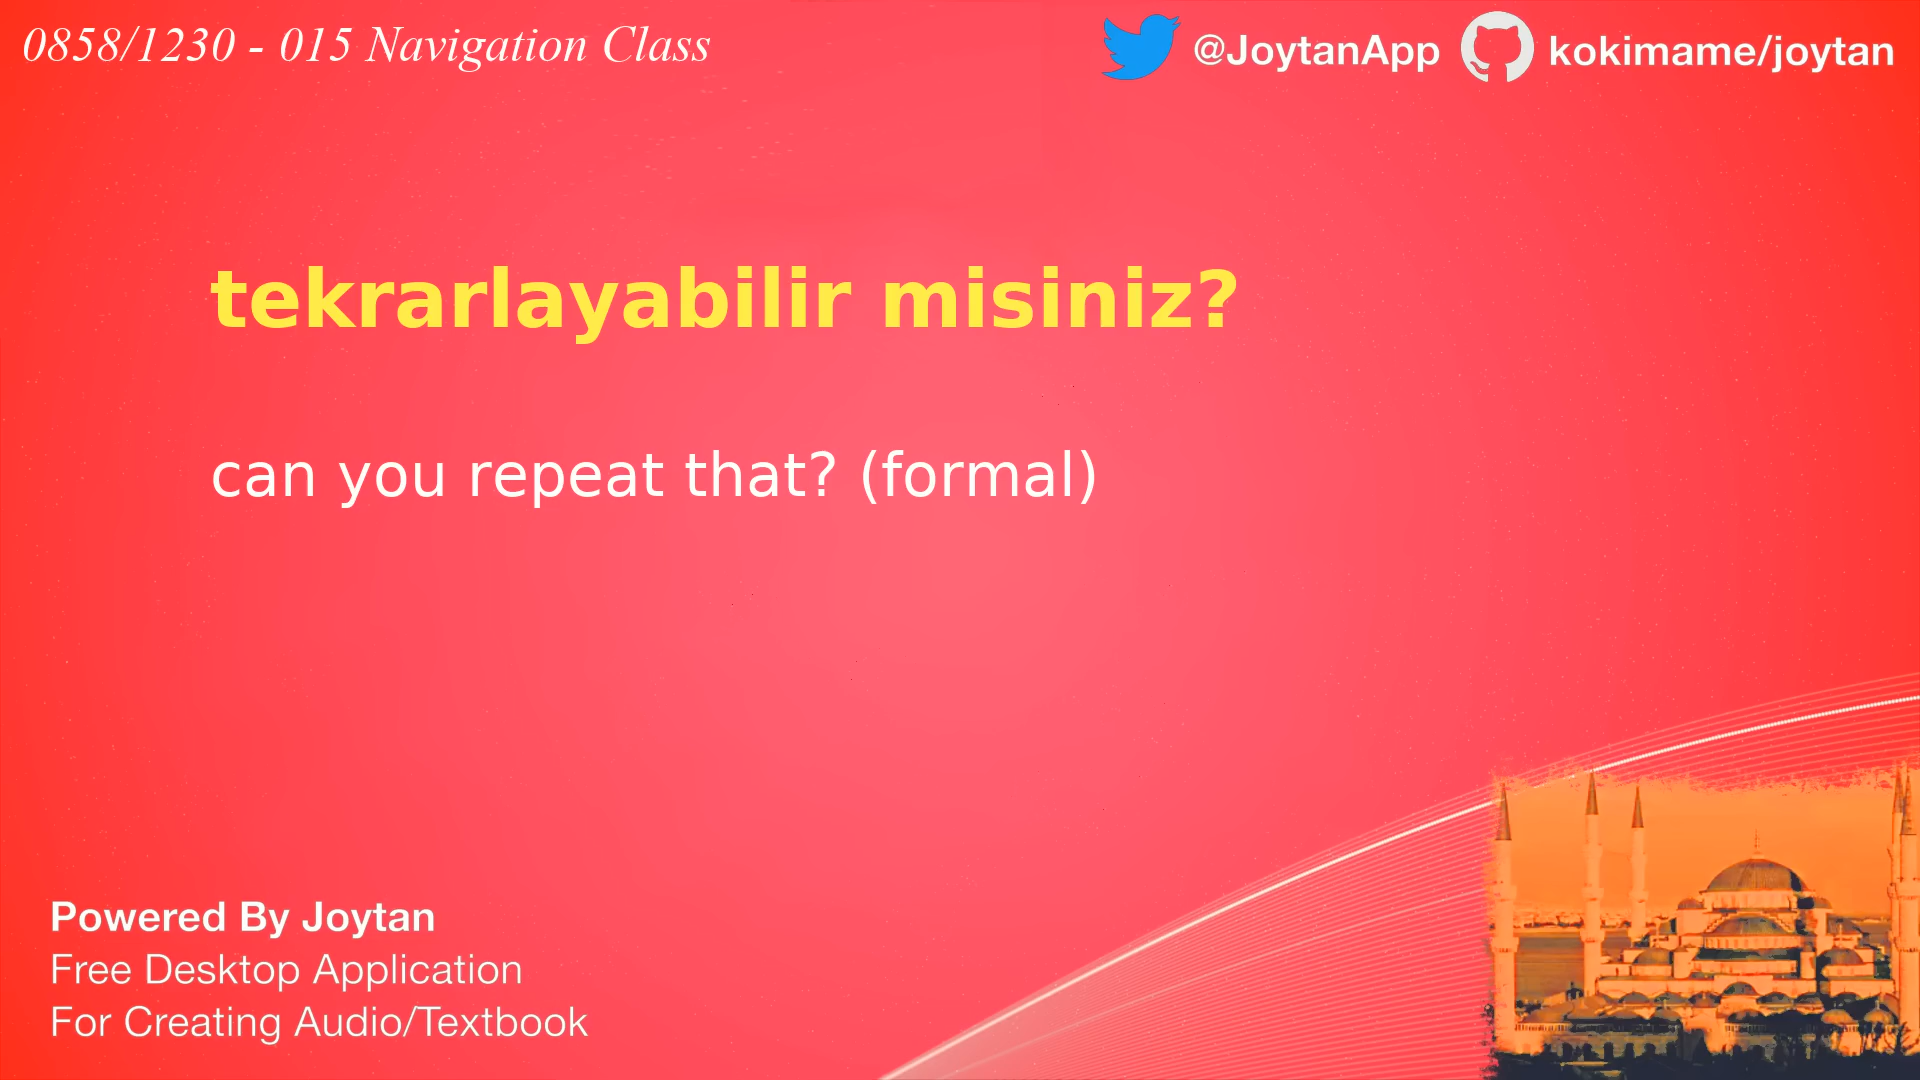 0858/1230 - 015 Navigation Class
@JoytanApp
kokimame/joytan
tekrarlayabilir misiniz?
can you repeat that? (formal)
Powered By Joytan
Free Desktop Application
For Creating Audio/Textbook